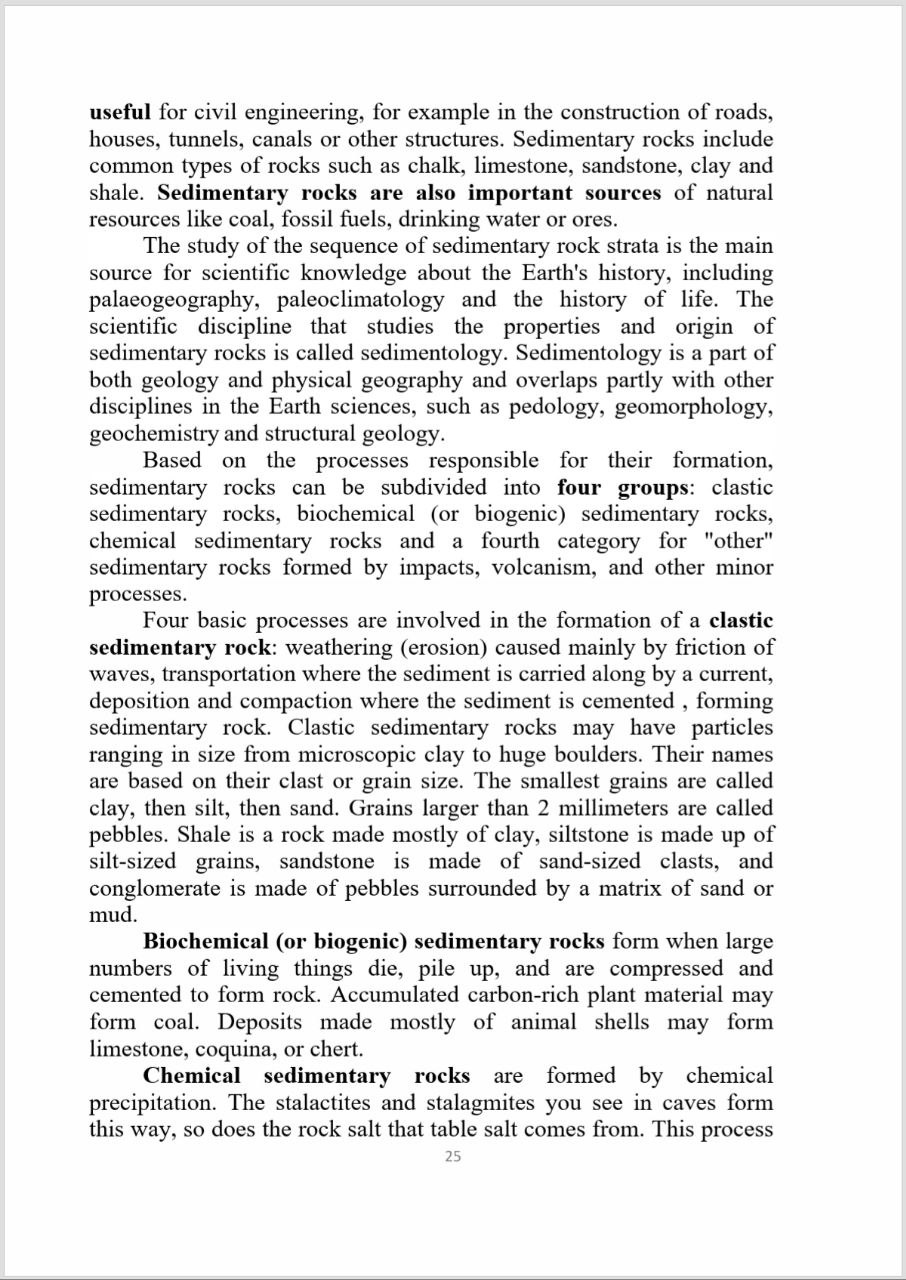 useful for civil engineering, for example in the construction of roads,
houses, tunnels, canals or other structures. Sedimentary rocks include
common types of rocks such as chalk, limestone, sandstone, clay and
shale. Sedimentary rocks are also important sources of natural
resources like coal, fossil fuels, drinking water or ores.
The study of the sequence of sedimentary rock strata is the main
source for scientific knowledge about the Earth's history, including
palaeogeography, paleoclimatology and the history of life. The
scientific discipline that studies the properties and origin of
sedimentary rocks is called sedimentology. Sedimentology is a part of
both geology and physical geography and overlaps partly with other
disciplines in the Earth sciences, such as pedology, geomorphology,
geochemistry and structural geology.
Based on the processes responsible for their formation,
sedimentary rocks can be subdivided into four groups: clastic
sedimentary rocks, biochemical (or biogenic) sedimentary rocks,
chemical sedimentary rocks and a fourth category for "other"
sedimentary rocks formed by impacts, volcanism, and other minor
processes.
Four basic processes are involved in the formation of a clastic
sedimentary rock: weathering (erosion) caused mainly by friction of
waves, transportation where the sediment is carried along by a current,
deposition and compaction where the sediment is cemented , forming
sedimentary rock. Clastic sedimentary rocks may have particles
ranging in size from microscopic clay to huge boulders. Their names
are based on their clast or grain size. The smallest grains are called
clay, then silt, then sand. Grains larger than 2 millimeters are called
pebbles. Shale is a rock made mostly of clay, siltstone is made up of
silt-sized grains, sandstone is made of sand-sized clasts, and
conglomerate is made of pebbles surrounded by a matrix of sand or
mud.
Biochemical (or biogenic) sedimentary rocks form when large
numbers of living things die, pile up, and are compressed and
cemented to form rock. Accumulated carbon-rich plant material may
form coal. Deposits made mostly of animal shells may form
limestone, coquina, or chert.
Chemical sedimentary rocks are formed by chemical
precipitation. The stalactites and stalagmites you see in caves form
this way, so does the rock salt that table salt comes from. This process
25